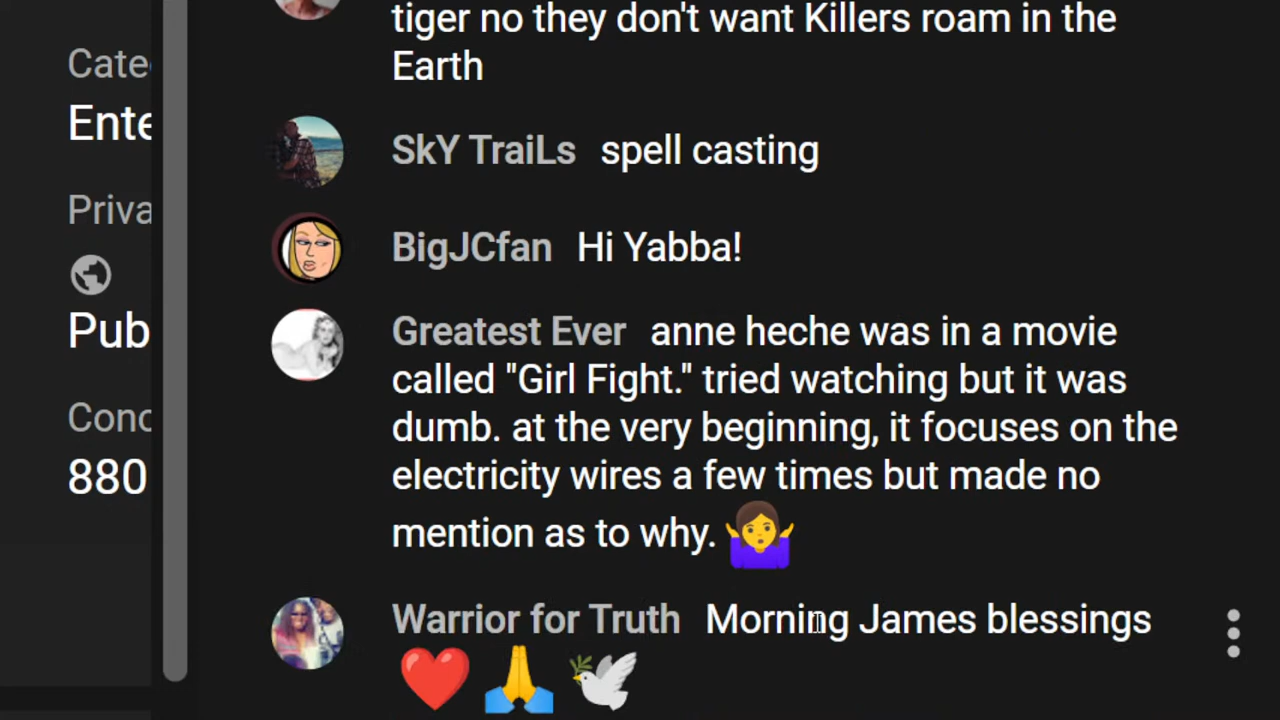 tiger no they don't want Killers roam in the
Earth
SkY TraiLs spell casting
BigJCfan Hi Yabba!
Greatest Ever anne heche was in a movie
called "Girl Fight." tried watching but it was
dumb. at the very beginning, it focuses on the
electricity wires a few times but made no
mention as to why. 🤷‍♀️
Warrior for Truth Morning James blessings
❤️ 🙏 🕊️
Cate
Ente
Priva
Pub
Conc
880